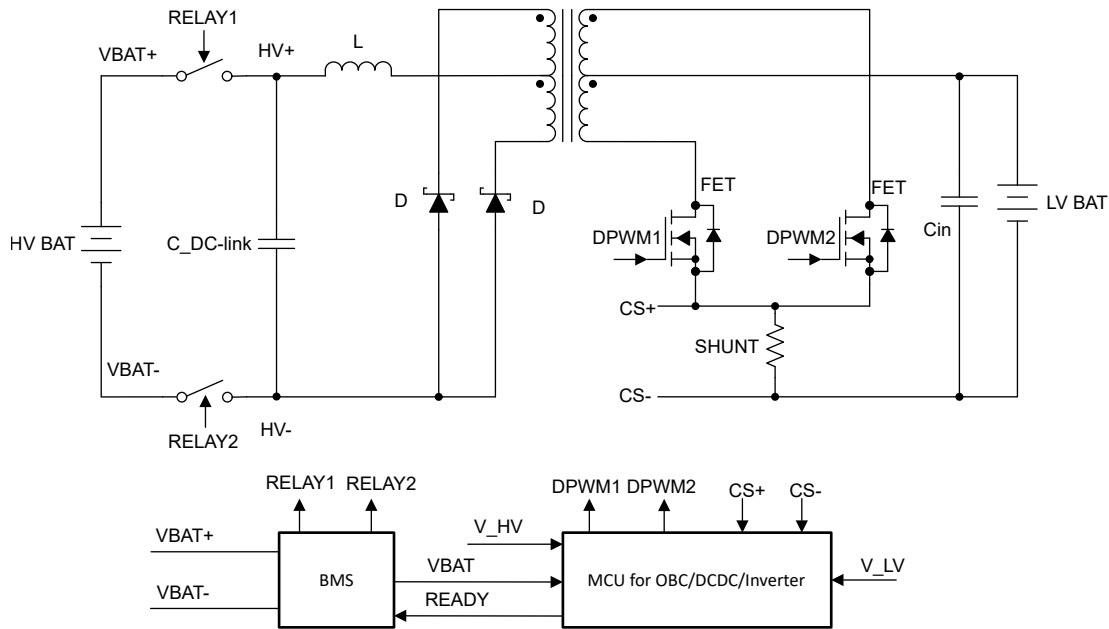 RELAY1
VBAT+
HV+
L
D
D
HV BAT
C_DC-link
VBAT-
RELAY2
HV-
FET
FET
DPWM1
DPWM2
Cin
LV BAT
CS+
SHUNT
CS-
RELAY1
RELAY2
DPWM1
DPWM2
CS+
CS-
VBAT+
VBAT-
BMS
V_HV
VBAT
READY
MCU for OBC/DCDC/Inverter
V_LV